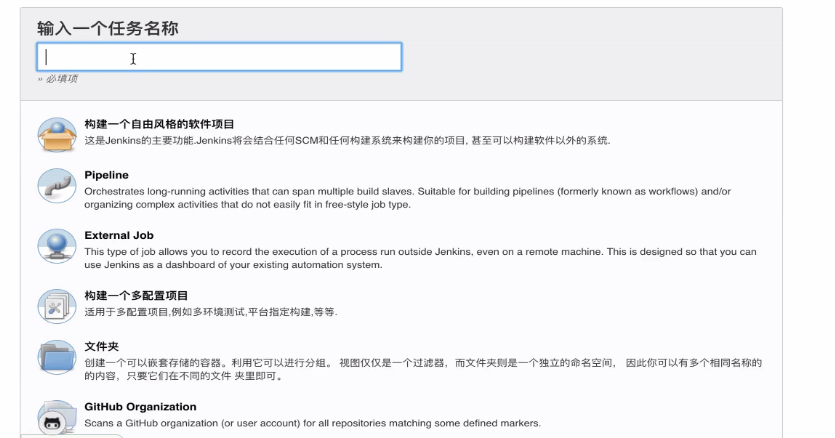 输入一个任务名称
» 必填项
构建一个自由风格的软件项目
这是Jenkins的主要功能.Jenkins将会结合任何SCM和任何构建系统来构建你的项目, 甚至可以构建软件以外的系统.
Pipeline
Orchestrates long-running activities that can span multiple build slaves. Suitable for building pipelines (formerly known as workflows) and/or
organizing complex activities that do not easily fit in free-style job type.
External Job
This type of job allows you to record the execution of a process run outside Jenkins, even on a remote machine. This is designed so that you can
use Jenkins as a dashboard of your existing automation system.
构建一个多配置项目
适用于多配置项目,例如多环境测试,平台指定构建,等等.
文件夹
创建一个可以嵌套存储的容器。利用它可以进行分组。 视图仅仅是一个过滤器，而文件夹则是一个独立的命名空间， 因此你可以有多个相同名称的
的内容，只要它们在不同的文件 夹里即可。
GitHub Organization
Scans a GitHub organization (or user account) for all repositories matching some defined markers.